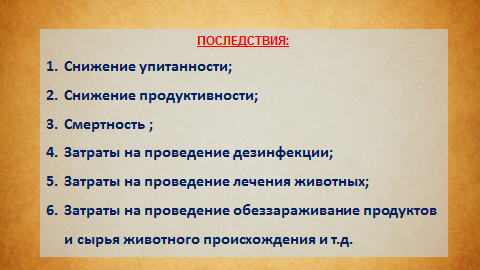 ПОСЛЕДСТВИЯ:
1. Снижение упитанности;
2. Снижение продуктивности;
3. Смертность ;
4. Затраты на проведение дезинфекции;
5. Затраты на проведение лечения животных;
6. Затраты на проведение обеззараживание продуктов
и сырья животного происхождения и т.д.